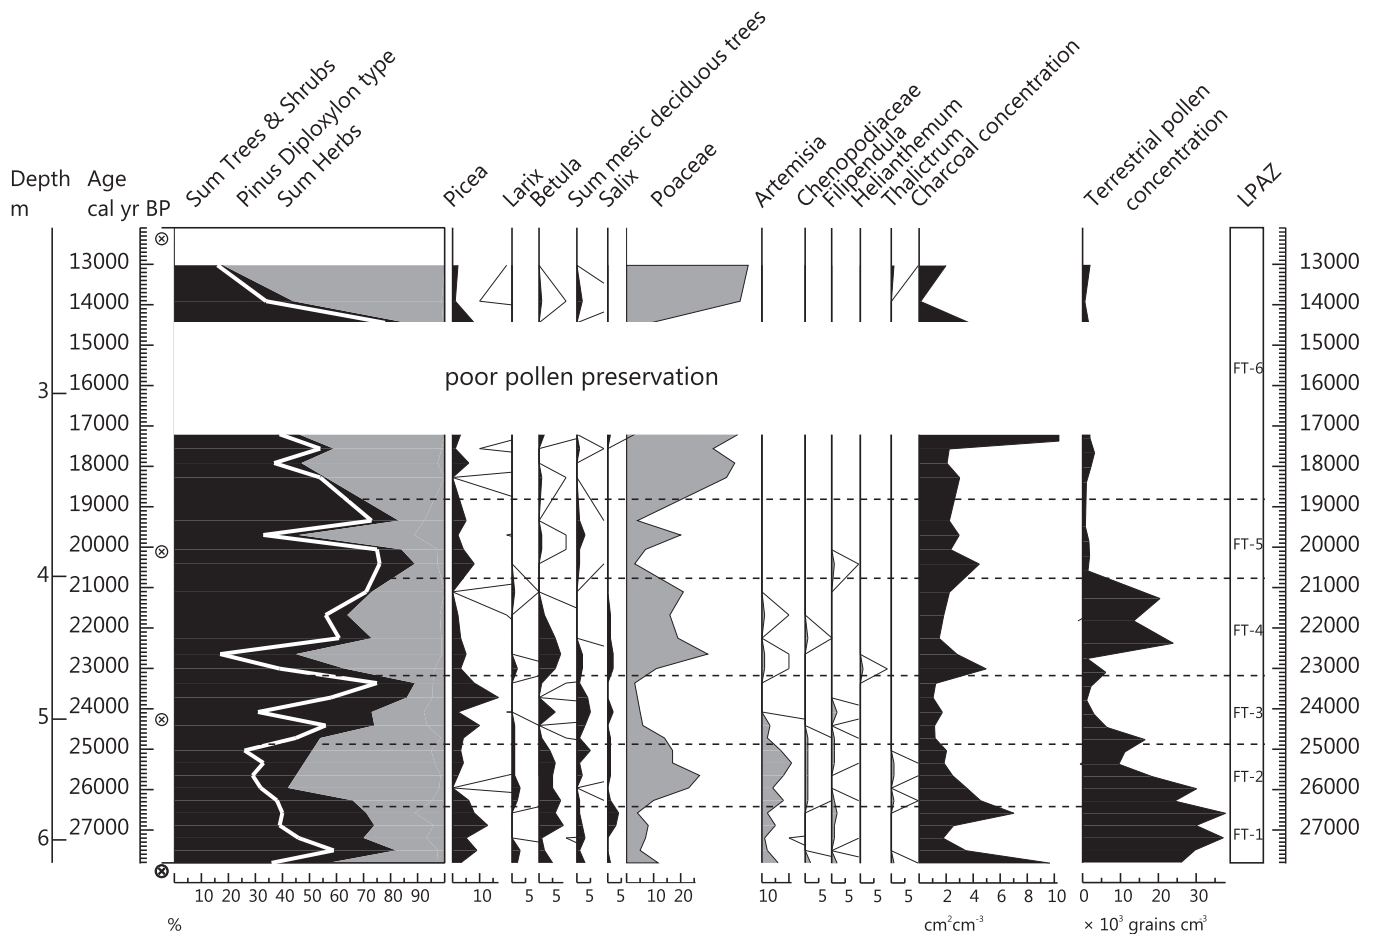 Sum Trees & Shrubs
Pinus Diploxylon type
Sum Herbs
Picea
Larix
Betula
Sum mesic deciduous trees
Salix
Poaceae
Artemisia
Chenopodiaceae
Filipendula
Helianthemum
Thalictrum
Charcoal concentration
Terrestrial pollen
concentration
LPAZ
Depth Age
m cal yr BP
13000 13000
14000 14000
15000 15000
FT-6
poor pollen preservation
3 16000 16000
17000 17000
18000 18000
19000 19000
20000 FT-5 20000
4
21000 21000
22000 FT-4 22000
23000 23000
24000 FT-3 24000
5
25000 25000
26000 FT-2 26000
27000 FT-1 27000
6
10 20 30 40 50 60 70 80 90 10 5 5 5 5 10 20 10 5 5 5 5 2 4 6 8 10 0 10 20 30
% cm²cm⁻³ × 10³ grains cm⁻³